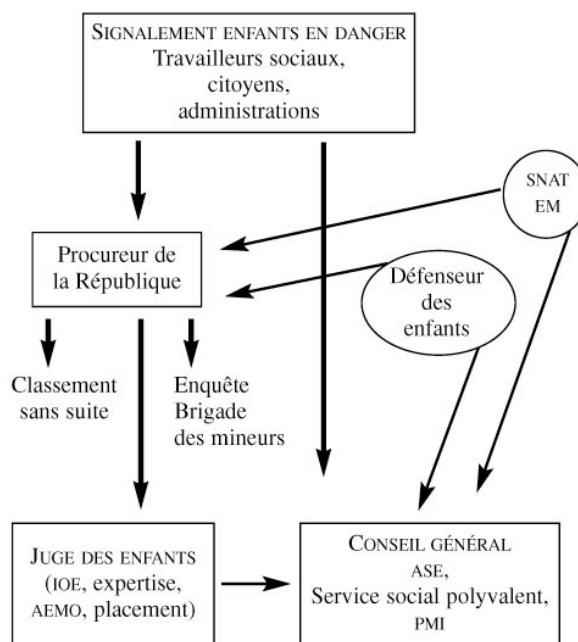 SIGNALEMENT ENFANTS EN DANGER
Travailleurs sociaux,
citoyens,
administrations
SNAT
EM
Procureur de
la République
Défenseur
des
enfants
Classement
sans suite
Enquête
Brigade
des mineurs
JUGE DES ENFANTS
(IOE, expertise,
AEMO, placement)
CONSEIL GÉNÉRAL
ASE,
Service social polyvalent,
PMI